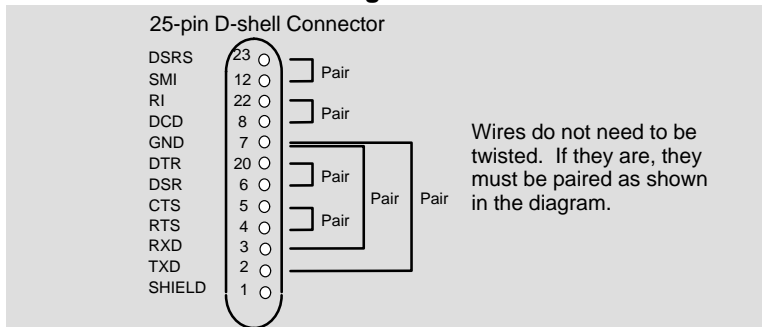 25-pin D-shell Connector
DSRS 23
SMI 12
Pair
RI 22
DCD 8
Pair
GND 7
DTR 20
DSR 6
Pair
CTS 5
RTS 4
Pair
RXD 3
TXD 2
SHIELD 1
Pair
Pair
Wires do not need to be
twisted. If they are, they
must be paired as shown
in the diagram.